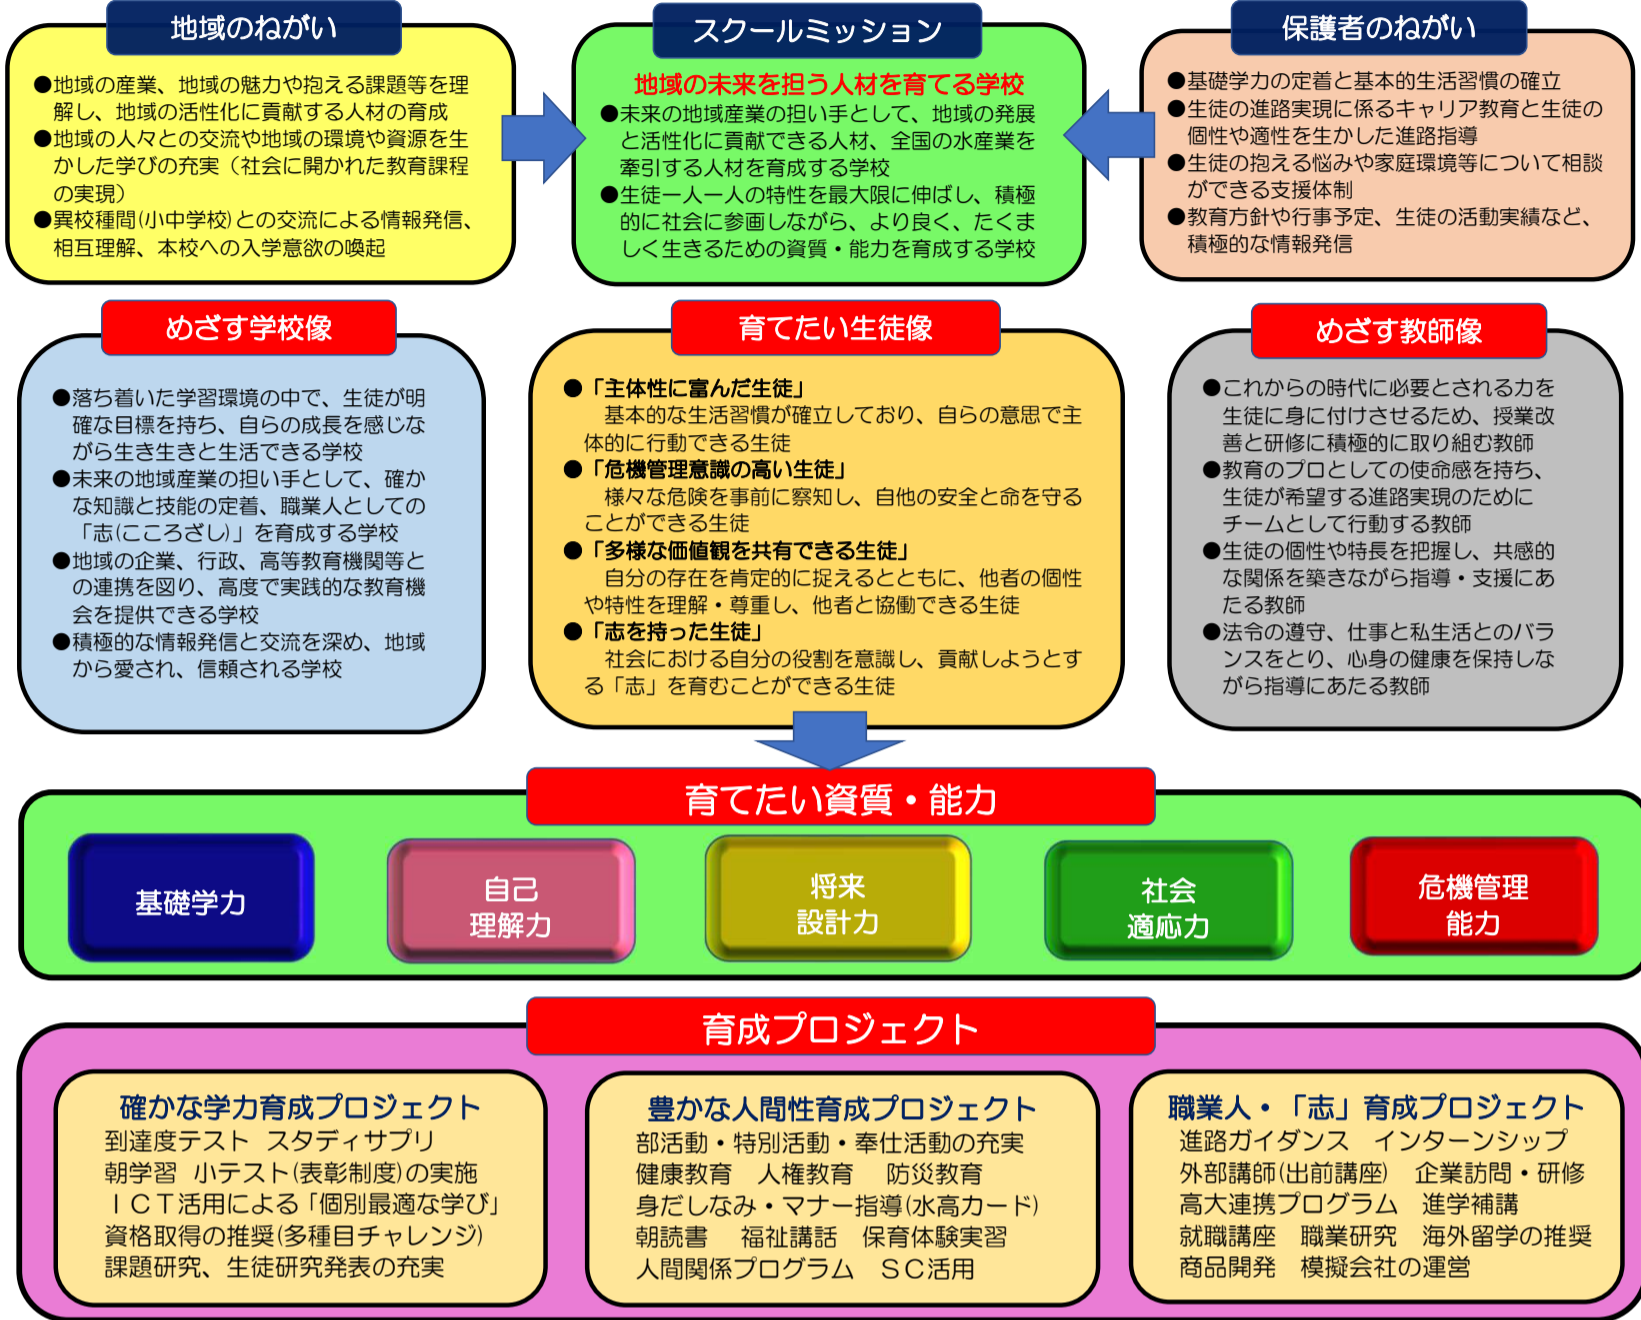 地域のねがい
●地域の産業、地域の魅力や抱える課題等を理
解し、地域の活性化に貢献する人材の育成
●地域の人々との交流や地域の環境や資源を生
かした学びの充実（社会に開かれた教育課程
の実現）
●異校種間(小中学校)との交流による情報発信、
相互理解、本校への入学意欲の喚起
スクールミッション
地域の未来を担う人材を育てる学校
●未来の地域産業の担い手として、地域の発展
と活性化に貢献できる人材、全国の水産業を
牽引する人材を育成する学校
●生徒一人一人の特性を最大限に伸ばし、積極
的に社会に参画しながら、より良く、たくま
しく生きるための資質・能力を育成する学校
保護者のねがい
●基礎学力の定着と基本的生活習慣の確立
●生徒の進路実現に係るキャリア教育と生徒の
個性や適性を生かした進路指導
●生徒の抱える悩みや家庭環境等について相談
ができる支援体制
●教育方針や行事予定、生徒の活動実績など、
積極的な情報発信
めざす学校像
●落ち着いた学習環境の中で、生徒が明
確な目標を持ち、自らの成長を感じな
がら生き生きと生活できる学校
●未来の地域産業の担い手として、確か
な知識と技能の定着、職業人としての
「志(こころざし)」を育成する学校
●地域の企業、行政、高等教育機関等と
の連携を図り、高度で実践的な教育機
会を提供できる学校
●積極的な情報発信と交流を深め、地域
から愛され、信頼される学校
育てたい生徒像
●「主体性に富んだ生徒」
基本的な生活習慣が確立しており、自らの意思で主
体的に行動できる生徒
●「危機管理意識の高い生徒」
様々な危険を事前に察知し、自他の安全と命を守る
ことができる生徒
●「多様な価値観を共有できる生徒」
自分の存在を肯定的に捉えるとともに、他者の個性
や特性を理解・尊重し、他者と協働できる生徒
●「志を持った生徒」
社会における自分の役割を意識し、貢献しようとす
る「志」を育むことができる生徒
めざす教師像
●これからの時代に必要とされる力を
生徒に身に付けさせるため、授業改
善と研修に積極的に取り組む教師
●教育のプロとしての使命感を持ち、
生徒が希望する進路実現のために
チームとして行動する教師
●生徒の個性や特長を把握し、共感的
な関係を築きながら指導・支援にあ
たる教師
●法令の遵守、仕事と私生活とのバラ
ンスをとり、心身の健康を保持しな
がら指導にあたる教師
育てたい資質・能力
基礎学力
自己
理解力
将来
設計力
社会
適応力
危機管理
能力
育成プロジェクト
確かな学力育成プロジェクト
到達度テスト　スタディサプリ
朝学習　小テスト(表彰制度)の実施
ＩＣＴ活用による「個別最適な学び」
資格取得の推奨(多種目チャレンジ)
課題研究、生徒研究発表の充実
豊かな人間性育成プロジェクト
部活動・特別活動・奉仕活動の充実
健康教育　人権教育　防災教育
身だしなみ・マナー指導(水高カード)
朝読書　福祉講話　保育体験実習
人間関係プログラム　ＳＣ活用
職業人・「志」育成プロジェクト
進路ガイダンス　インターンシップ
外部講師(出前講座)　企業訪問・研修
高大連携プログラム　進学補講
就職講座　職業研究　海外留学の推奨
商品開発　模擬会社の運営